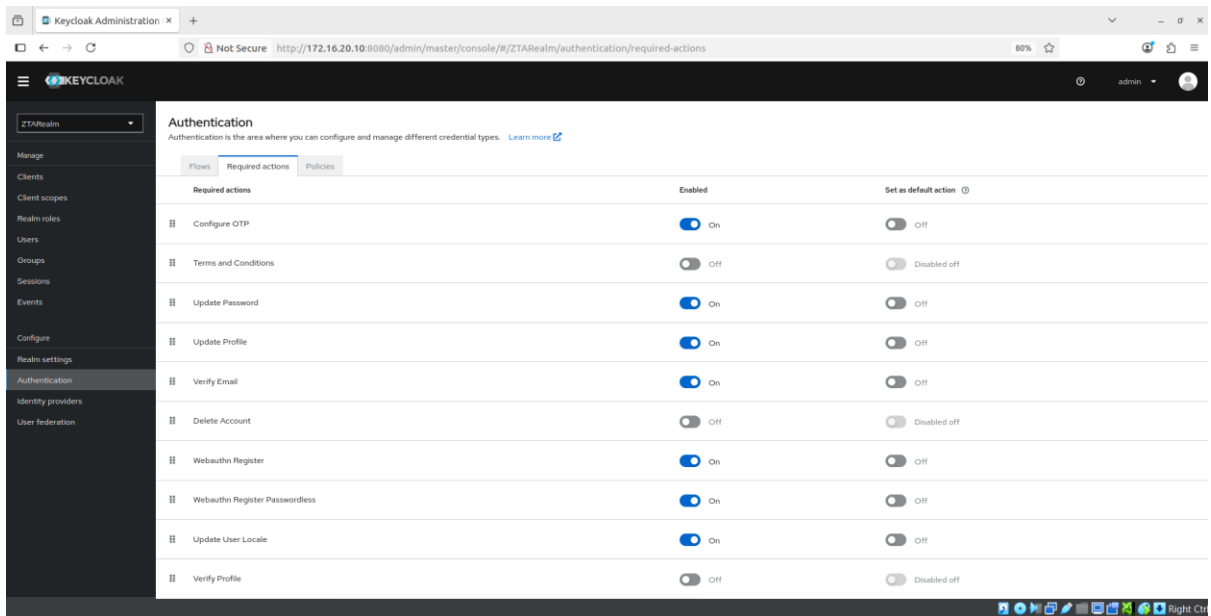 Keycloak Administration
Not Secure http://172.16.20.10:8080/admin/master/console/#/ZTARealm/authentication/required-actions 80%
KEYCLOAK admin
ZTARealm
Manage
Clients
Client scopes
Realm roles
Users
Groups
Sessions
Events
Configure
Realm settings
Authentication
Identity providers
User federation
Authentication
Authentication is the area where you can configure and manage different credential types. Learn more
Flows Required actions Policies
Required actions Enabled Set as default action
Configure OTP On Off
Terms and Conditions Off Disabled off
Update Password On Off
Update Profile On Off
Verify Email On Off
Delete Account Off Disabled off
Webauthn Register On Off
Webauthn Register Passwordless On Off
Update User Locale On Off
Verify Profile Off Disabled off
Right Ctrl